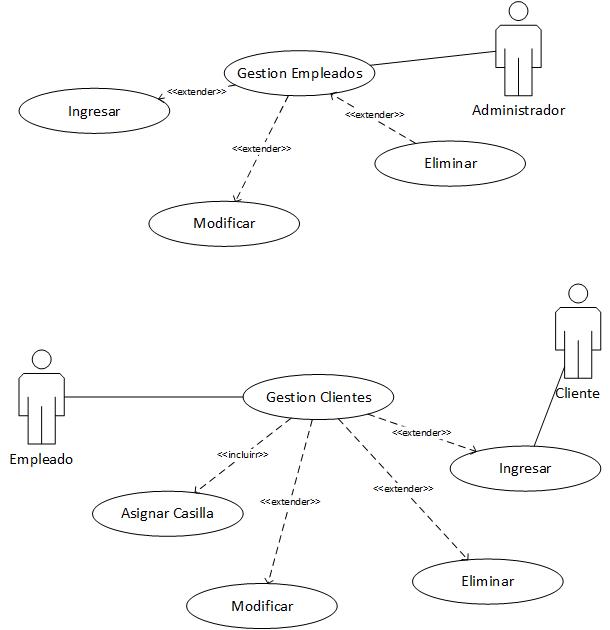 Gestion Empleados
<<extender>>
Ingresar
Administrador
<<extender>>
<<extender>>
Eliminar
Modificar
Cliente
Gestion Clientes
<<extender>>
Empleado
<<incluirr>>
Ingresar
<<extender>>
<<extender>>
Asignar Casilla
Eliminar
Modificar